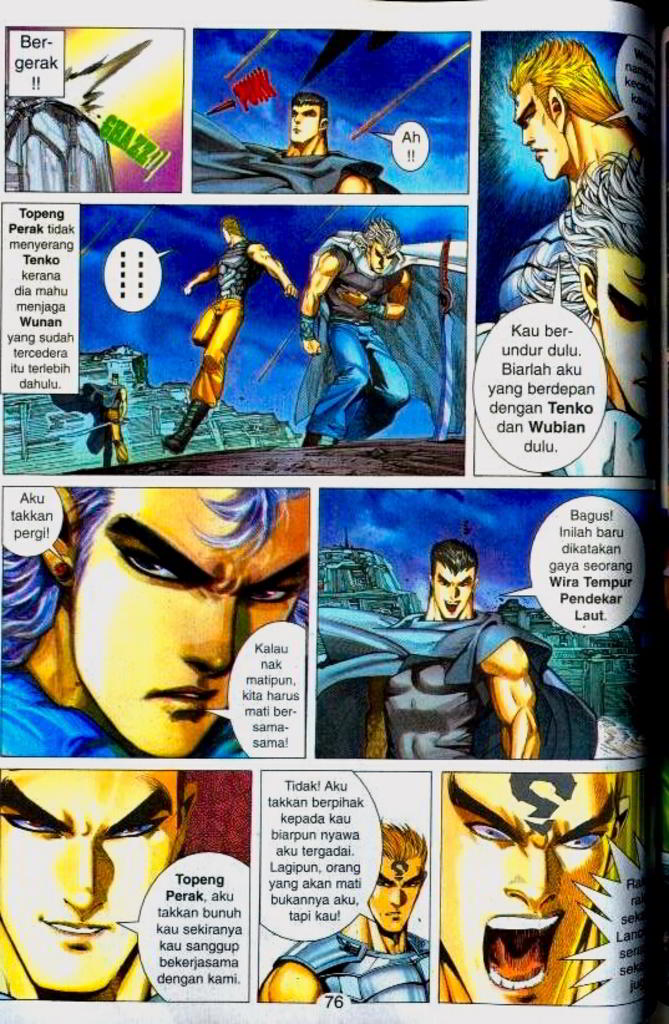 Ber-
gerak
!!
GRAZZ!!
POK
Ah
!!
kau
Topeng
Perak tidak
menyerang
Tenko
kerana
dia mahu
menjaga
Wunan
yang sudah
tercedera
itu terlebih
dahulu.
Kau ber-
undur dulu.
Biarlah aku
yang berdepan
dengan Tenko
dan Wubian
dulu.
Aku
takkan
pergi!
Kalau
nak
matipun,
kita harus
mati ber-
sama-
sama!
Bagus!
Inilah baru
dikatakan
gaya seorang
Wira Tempur
Pendekar
Laut.
Topeng
Perak, aku
takkan bunuh
kau sekiranya
kau sanggup
bekerjasama
dengan kami.
Tidak! Aku
takkan berpihak
kepada kau
biarpun nyawa
aku tergadai.
Lagipun, orang
yang akan mati
bukannya aku,
tapi kau!
76